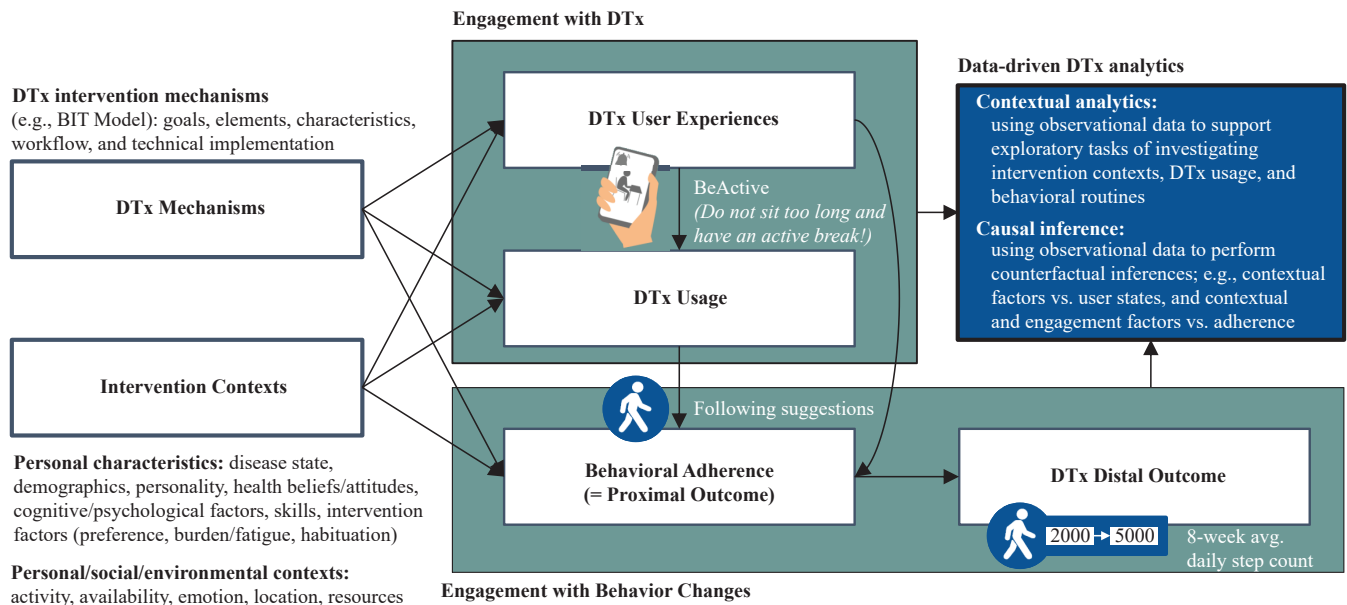 Engagement with DTx
DTx intervention mechanisms
(e.g., BIT Model): goals, elements, characteristics,
workflow, and technical implementation
DTx Mechanisms
Intervention Contexts
Personal characteristics: disease state,
demographics, personality, health beliefs/attitudes,
cognitive/psychological factors, skills, intervention
factors (preference, burden/fatigue, habituation)
Personal/social/environmental contexts:
activity, availability, emotion, location, resources
DTx User Experiences
BeActive
(Do not sit too long and
have an active break!)
DTx Usage
Following suggestions
Behavioral Adherence
(= Proximal Outcome)
DTx Distal Outcome
2000
5000
8-week avg.
daily step count
Engagement with Behavior Changes
Data-driven DTx analytics
Contextual analytics:
using observational data to support
exploratory tasks of investigating
intervention contexts, DTx usage, and
behavioral routines
Causal inference:
using observational data to perform
counterfactual inferences; e.g., contextual
factors vs. user states, and contextual
and engagement factors vs. adherence